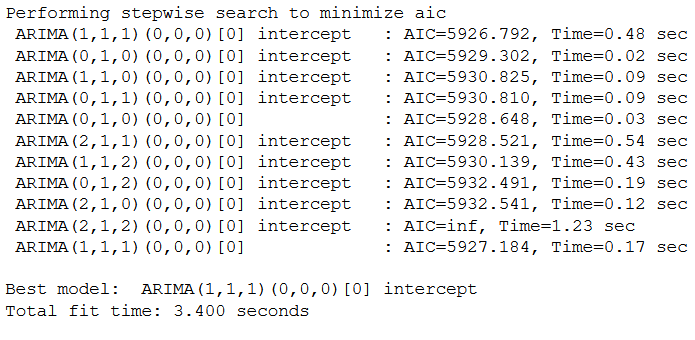 Performing stepwise search to minimize aic
 ARIMA(1,1,1)(0,0,0)[0] intercept   : AIC=5926.792, Time=0.48 sec
 ARIMA(0,1,0)(0,0,0)[0] intercept   : AIC=5929.302, Time=0.02 sec
 ARIMA(1,1,0)(0,0,0)[0] intercept   : AIC=5930.825, Time=0.09 sec
 ARIMA(0,1,1)(0,0,0)[0] intercept   : AIC=5930.810, Time=0.09 sec
 ARIMA(0,1,0)(0,0,0)[0]             : AIC=5928.648, Time=0.03 sec
 ARIMA(2,1,1)(0,0,0)[0] intercept   : AIC=5928.521, Time=0.54 sec
 ARIMA(1,1,2)(0,0,0)[0] intercept   : AIC=5930.139, Time=0.43 sec
 ARIMA(0,1,2)(0,0,0)[0] intercept   : AIC=5932.491, Time=0.19 sec
 ARIMA(2,1,0)(0,0,0)[0] intercept   : AIC=5932.541, Time=0.12 sec
 ARIMA(2,1,2)(0,0,0)[0] intercept   : AIC=inf, Time=1.23 sec
 ARIMA(1,1,1)(0,0,0)[0]             : AIC=5927.184, Time=0.17 sec

Best model:  ARIMA(1,1,1)(0,0,0)[0] intercept
Total fit time: 3.400 seconds